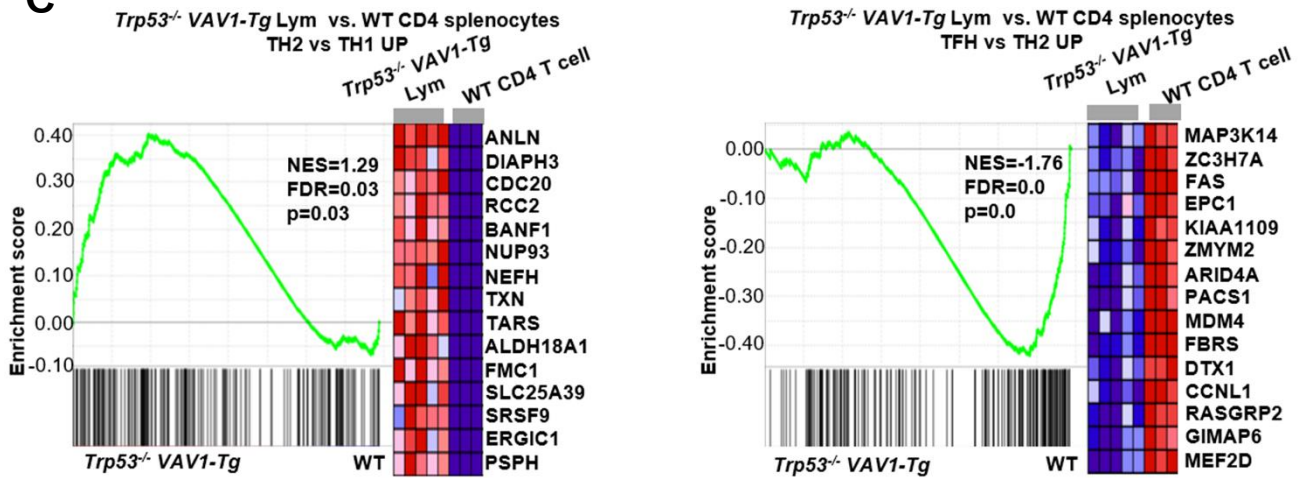 C
Trp53-/- VAV1-Tg Lym vs. WT CD4 splenocytes
TH2 vs TH1 UP
Trp53-/- VAV1-Tg
Lym
WT CD4 T cell
Enrichment score
0.40
0.30
0.20
0.10
0.00
-0.10
NES=1.29
FDR=0.03
p=0.03
ANLN
DIAPH3
CDC20
RCC2
BANF1
NUP93
NEFH
TXN
TARS
ALDH18A1
FMC1
SLC25A39
SRSF9
ERGIC1
PSPH
Trp53-/- VAV1-Tg
WT
Trp53-/- VAV1-Tg Lym vs. WT CD4 splenocytes
TFH vs TH2 UP
Trp53-/- VAV1-Tg
Lym
WT CD4 T cell
Enrichment score
0.00
-0.10
-0.20
-0.30
-0.40
NES=-1.76
FDR=0.0
p=0.0
MAP3K14
ZC3H7A
FAS
EPC1
KIAA1109
ZMYM2
ARID4A
PACS1
MDM4
FBRS
DTX1
CCNL1
RASGRP2
GIMAP6
MEF2D
Trp53-/- VAV1-Tg
WT